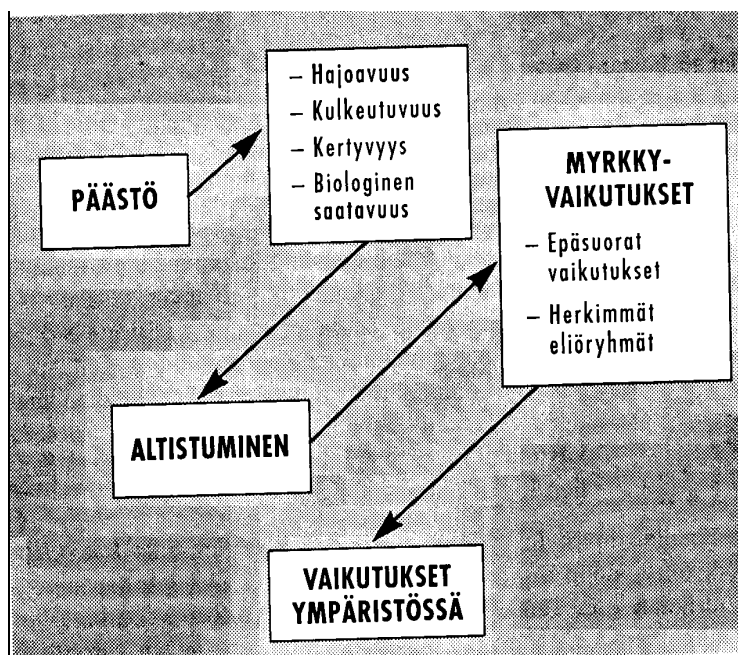 PÄÄSTÖ
– Hajoavuus
– Kulkeutuvuus
– Kertyvyys
– Biologinen
saatavuus
ALTISTUMINEN
MYRKKY-
VAIKUTUKSET
– Epäsuorat
vaikutukset
– Herkimmät
eliöryhmät
VAIKUTUKSET
YMPÄRISTÖSSÄ